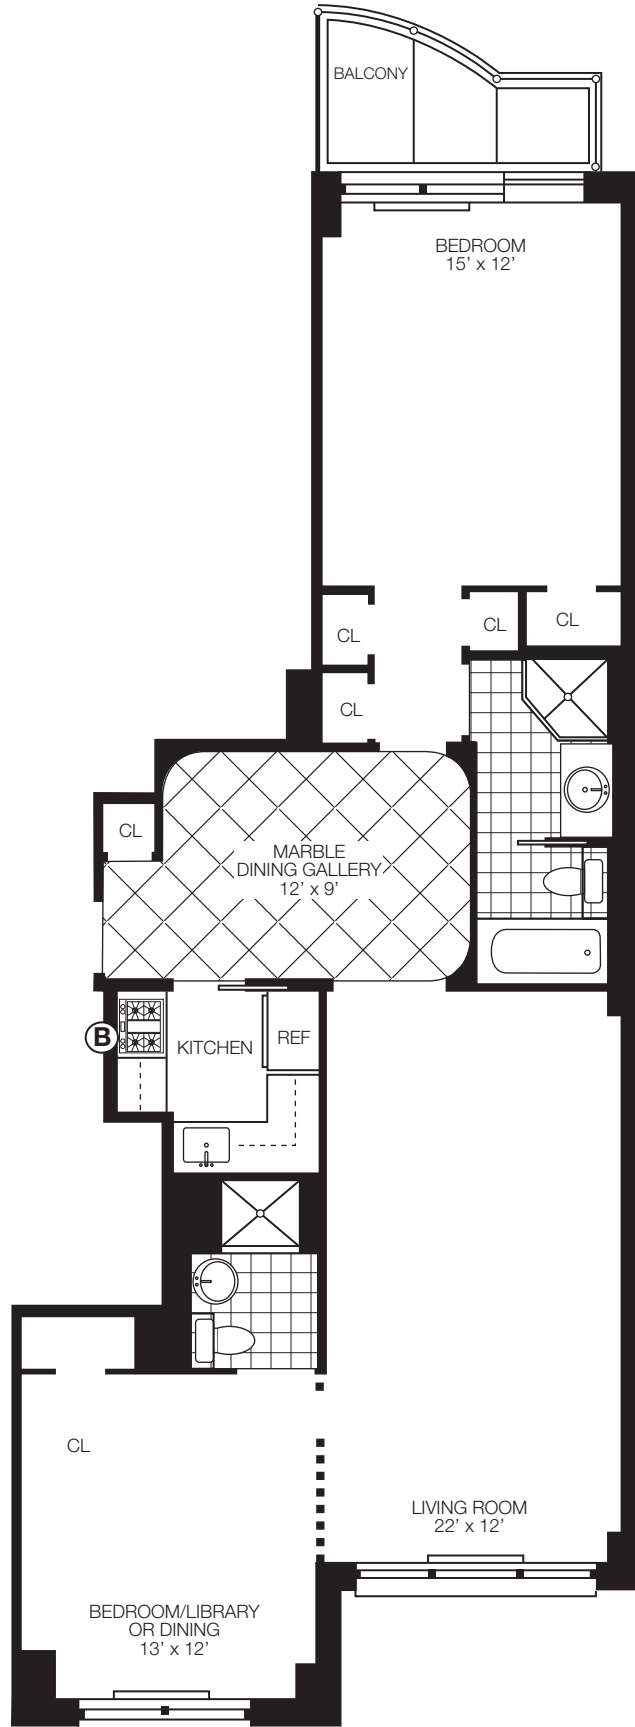 BALCONY
BEDROOM
15’ x 12’
CL
CL
CL
CL
CL
MARBLE
DINING GALLERY
12’ x 9’
B
KITCHEN
REF
CL
LIVING ROOM
22’ x 12’
BEDROOM/LIBRARY
OR DINING
13’ x 12’